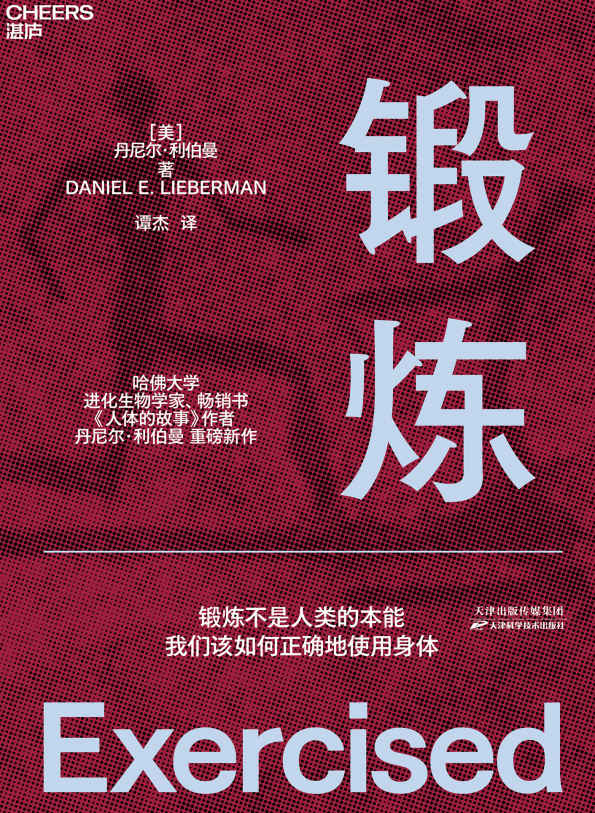 CHEERS
湛庐
[美]
丹尼尔·利伯曼
著
DANIEL E. LIEBERMAN
谭杰 译
锻
炼
哈佛大学
进化生物学家、畅销书
《人体的故事》作者
丹尼尔·利伯曼 重磅新作
锻炼不是人类的本能
我们该如何正确地使用身体
天津出版传媒集团
天津科学技术出版社
Exercised